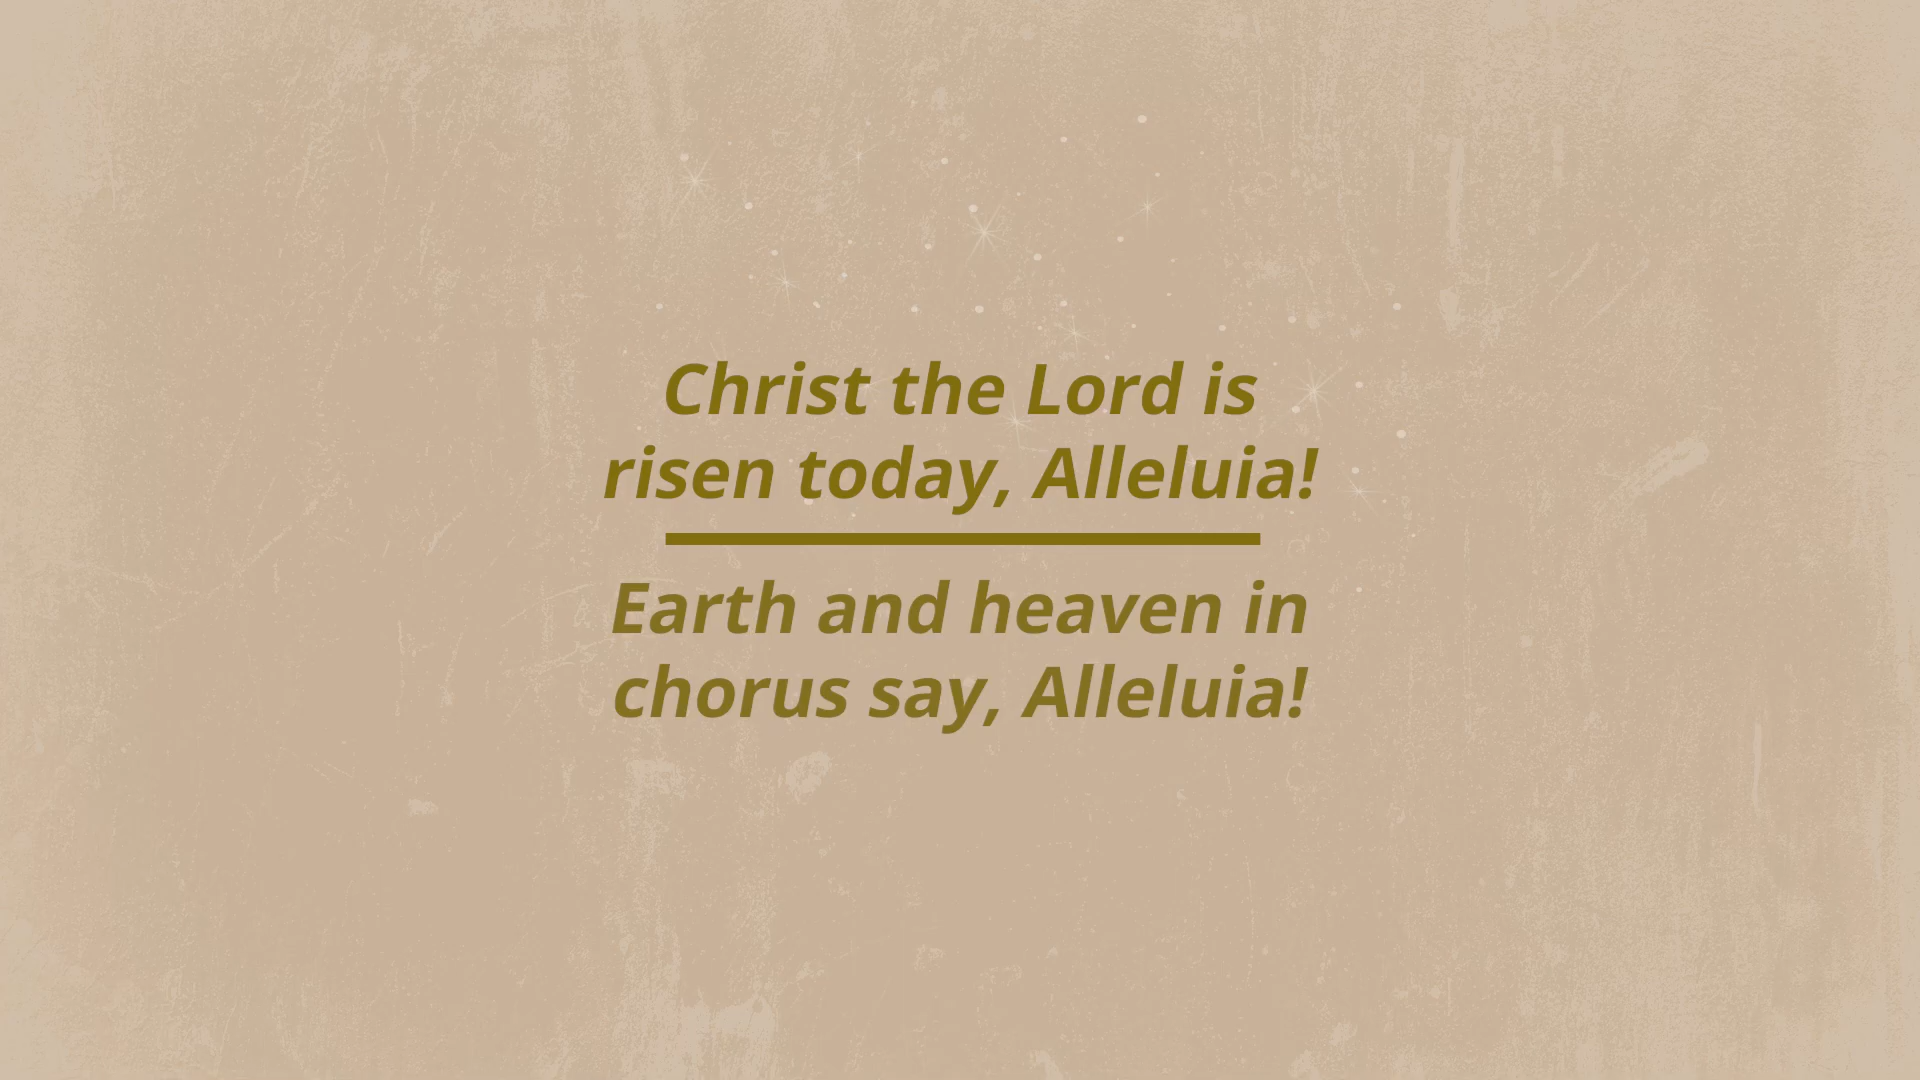 Christ the Lord is
risen today, Alleluia!
Earth and heaven in
chorus say, Alleluia!